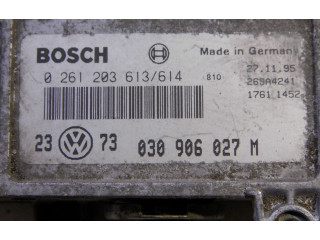 BOSCH
Made in Germany
0 261 203 613/614
810
27.11.95
26SA4241
1761 1452
23 VW 73 030 906 027 M